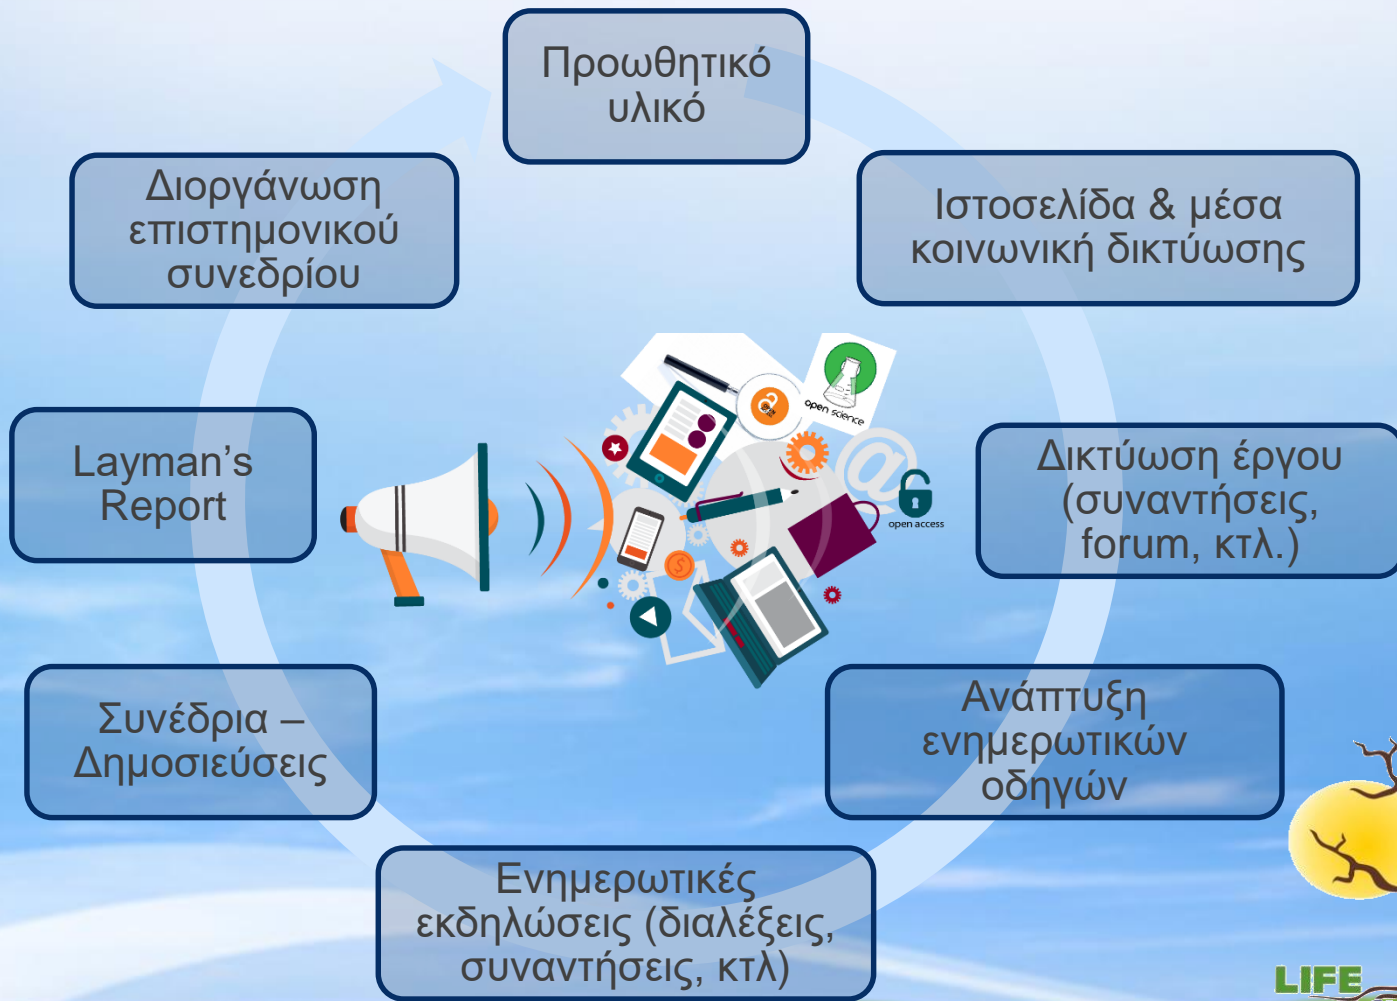 Προωθητικό
υλικό
Ιστοσελίδα & μέσα
κοινωνική δικτύωσης
Δικτύωση έργου
(συναντήσεις,
forum, κτλ.)
Ανάπτυξη
ενημερωτικών
οδηγών
Ενημερωτικές
εκδηλώσεις (διαλέξεις,
συναντήσεις, κτλ)
Συνέδρια –
Δημοσιεύσεις
Layman’s
Report
Διοργάνωση
επιστημονικού
συνεδρίου
open science
@
open access
$
LIFE